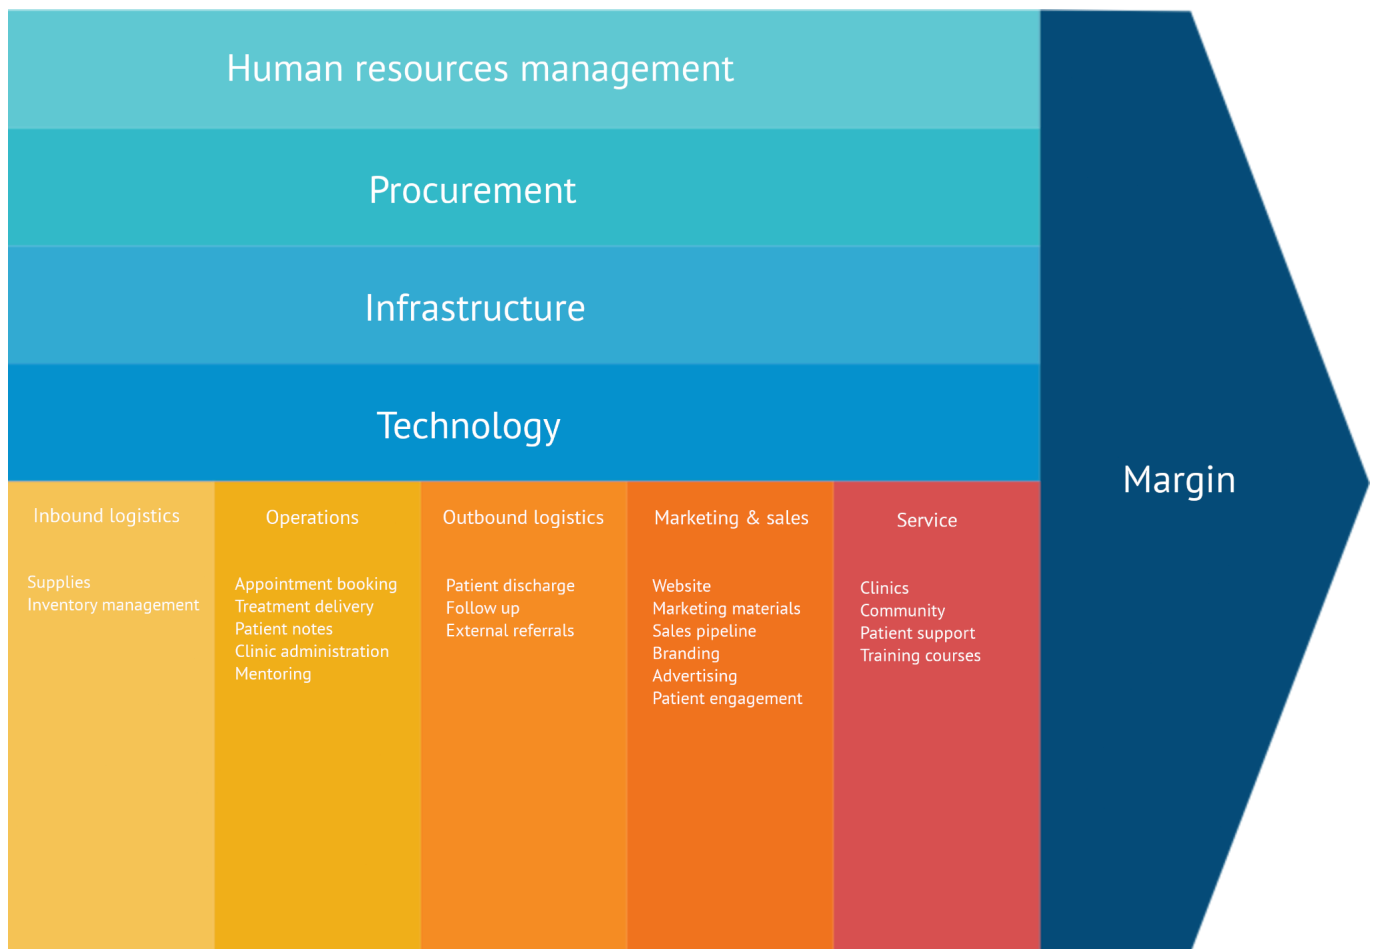 Human resources management
Procurement
Infrastructure
Technology
Margin
Inbound logistics
Supplies
Inventory management
Operations
Appointment booking
Treatment delivery
Patient notes
Clinic administration
Mentoring
Outbound logistics
Patient discharge
Follow up
External referrals
Marketing & sales
Website
Marketing materials
Sales pipeline
Branding
Advertising
Patient engagement
Service
Clinics
Community
Patient support
Training courses